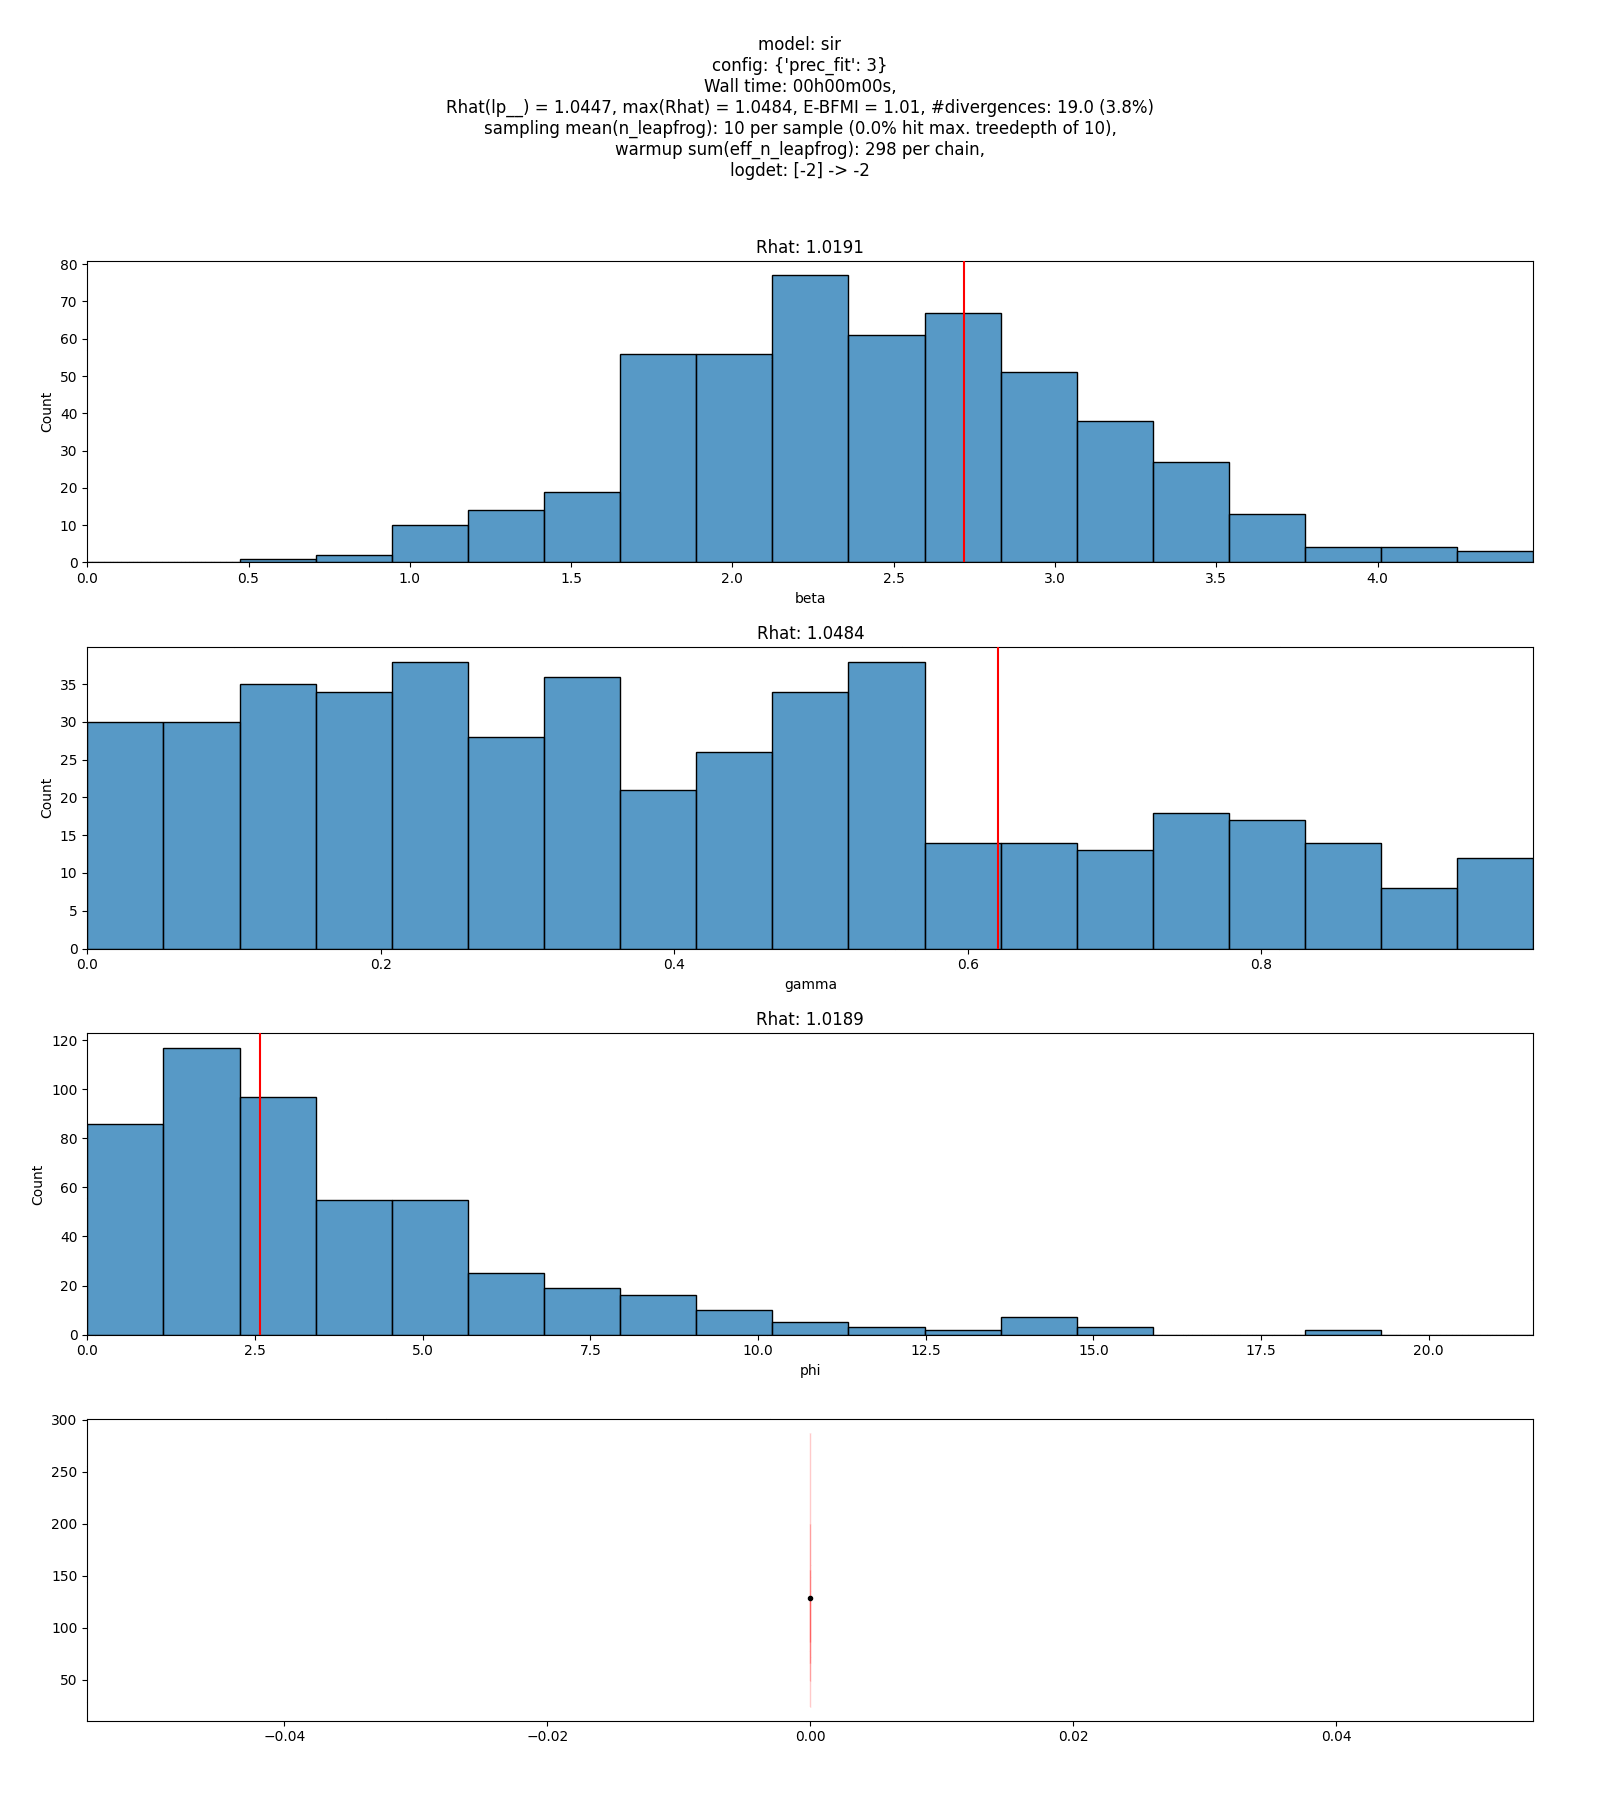 model: sir
config: {'prec_fit': 3}
Wall time: 00h00m00s,
Rhat(lp__) = 1.0447, max(Rhat) = 1.0484, E-BFMI = 1.01, #divergences: 19.0 (3.8%)
sampling mean(n_leapfrog): 10 per sample (0.0% hit max. treedepth of 10),
warmup sum(eff_n_leapfrog): 298 per chain,
logdet: [-2] -> -2
Rhat: 1.0191
80
70
60
50
40
30
20
10
0
Count
0.0 0.5 1.0 1.5 2.0 2.5 3.0 3.5 4.0
beta
Rhat: 1.0484
35
30
25
20
15
10
5
0
Count
0.0 0.2 0.4 0.6 0.8
gamma
Rhat: 1.0189
120
100
80
60
40
20
0
Count
0.0 2.5 5.0 7.5 10.0 12.5 15.0 17.5 20.0
phi
300
250
200
150
100
50
−0.04 −0.02 0.00 0.02 0.04